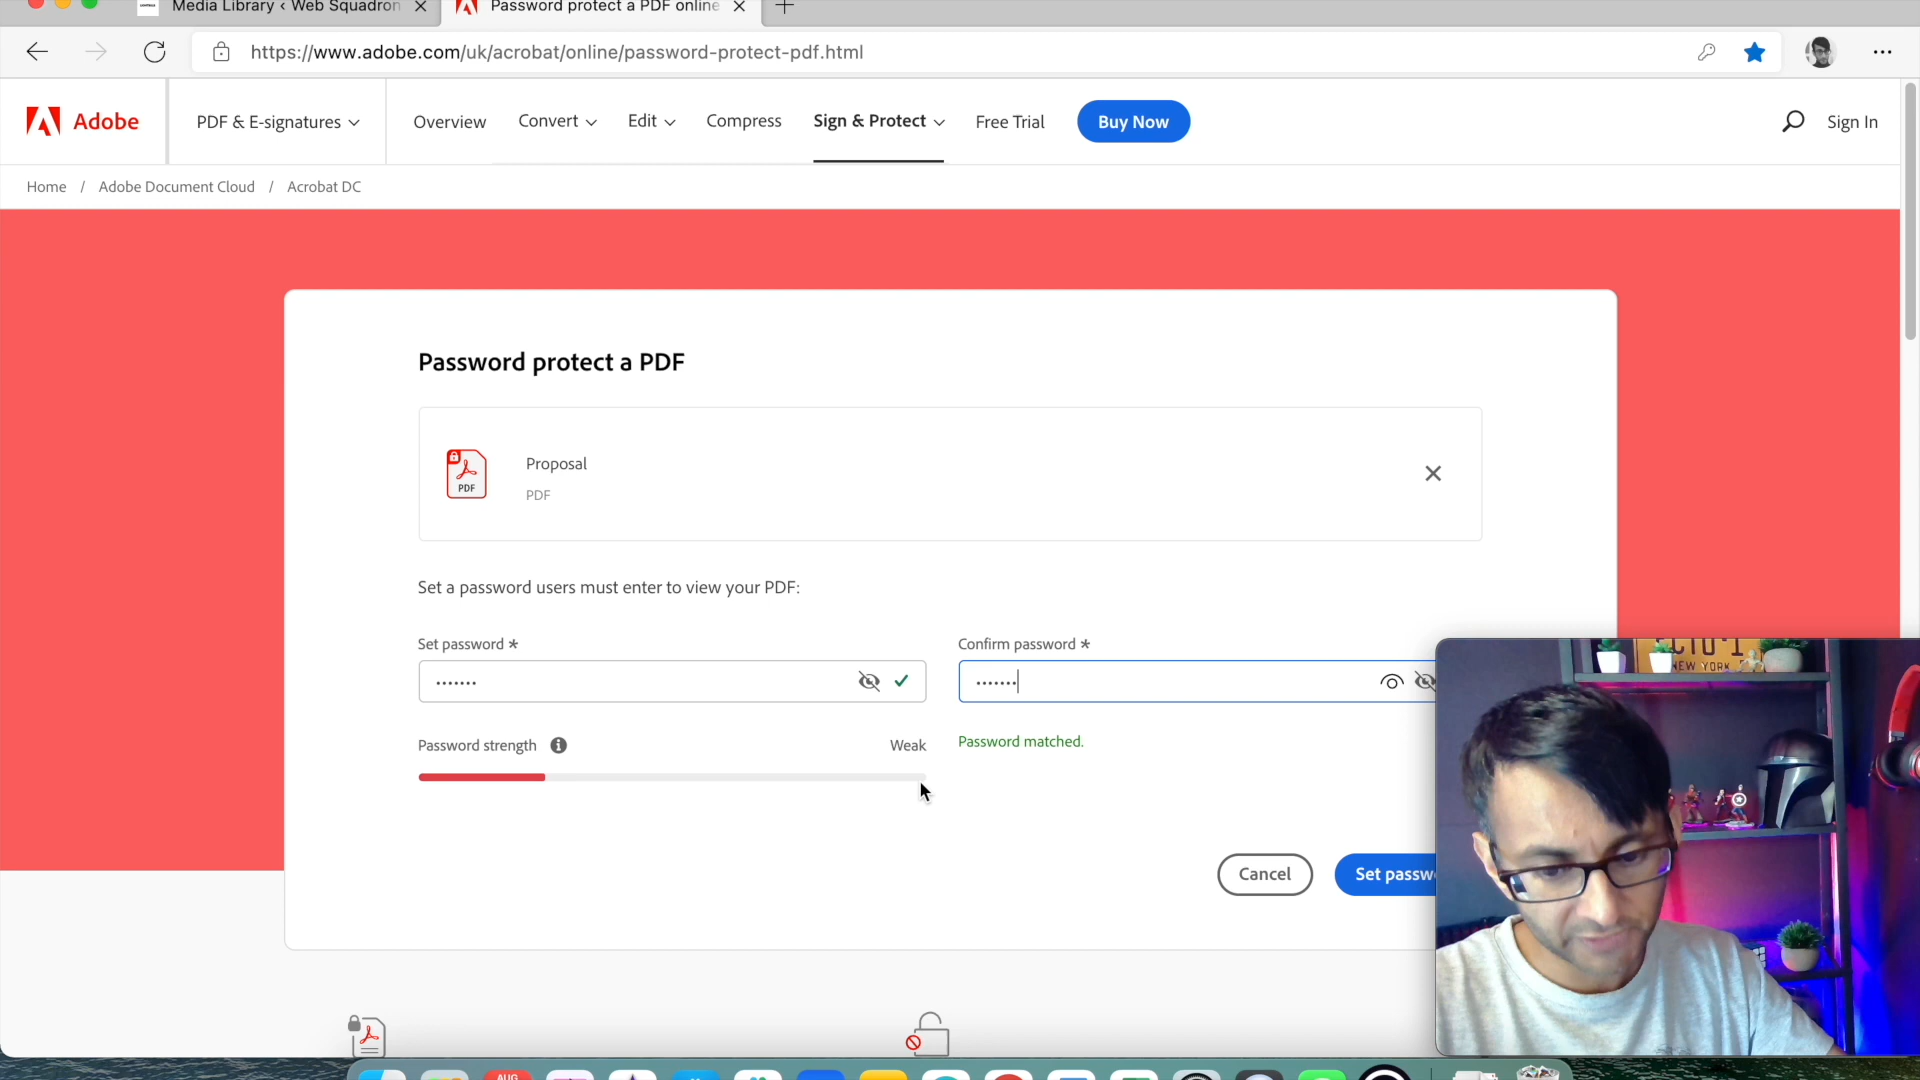 Media Library ‹ Web Squadron
Password protect a PDF online
https://www.adobe.com/uk/acrobat/online/password-protect-pdf.html
Adobe
PDF & E-signatures
Overview
Convert
Edit
Compress
Sign & Protect
Free Trial
Buy Now
Sign In
Home / Adobe Document Cloud / Acrobat DC
Password protect a PDF
PDF
Proposal
PDF
Set a password users must enter to view your PDF:
Set password *
Confirm password *
•••••••
•••••••
Password strength
Weak
Password matched.
Cancel
Set passw
NEW YORK
AUG